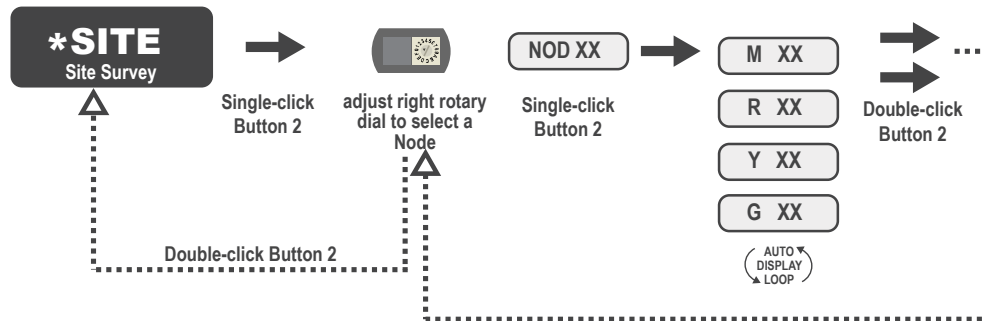 *SITE
Site Survey
Single-click
Button 2
adjust right rotary
dial to select a
Node
NOD XX
Single-click
Button 2
M XX
R XX
Y XX
G XX
AUTO
DISPLAY
LOOP
Double-click
Button 2
....
Double-click Button 2